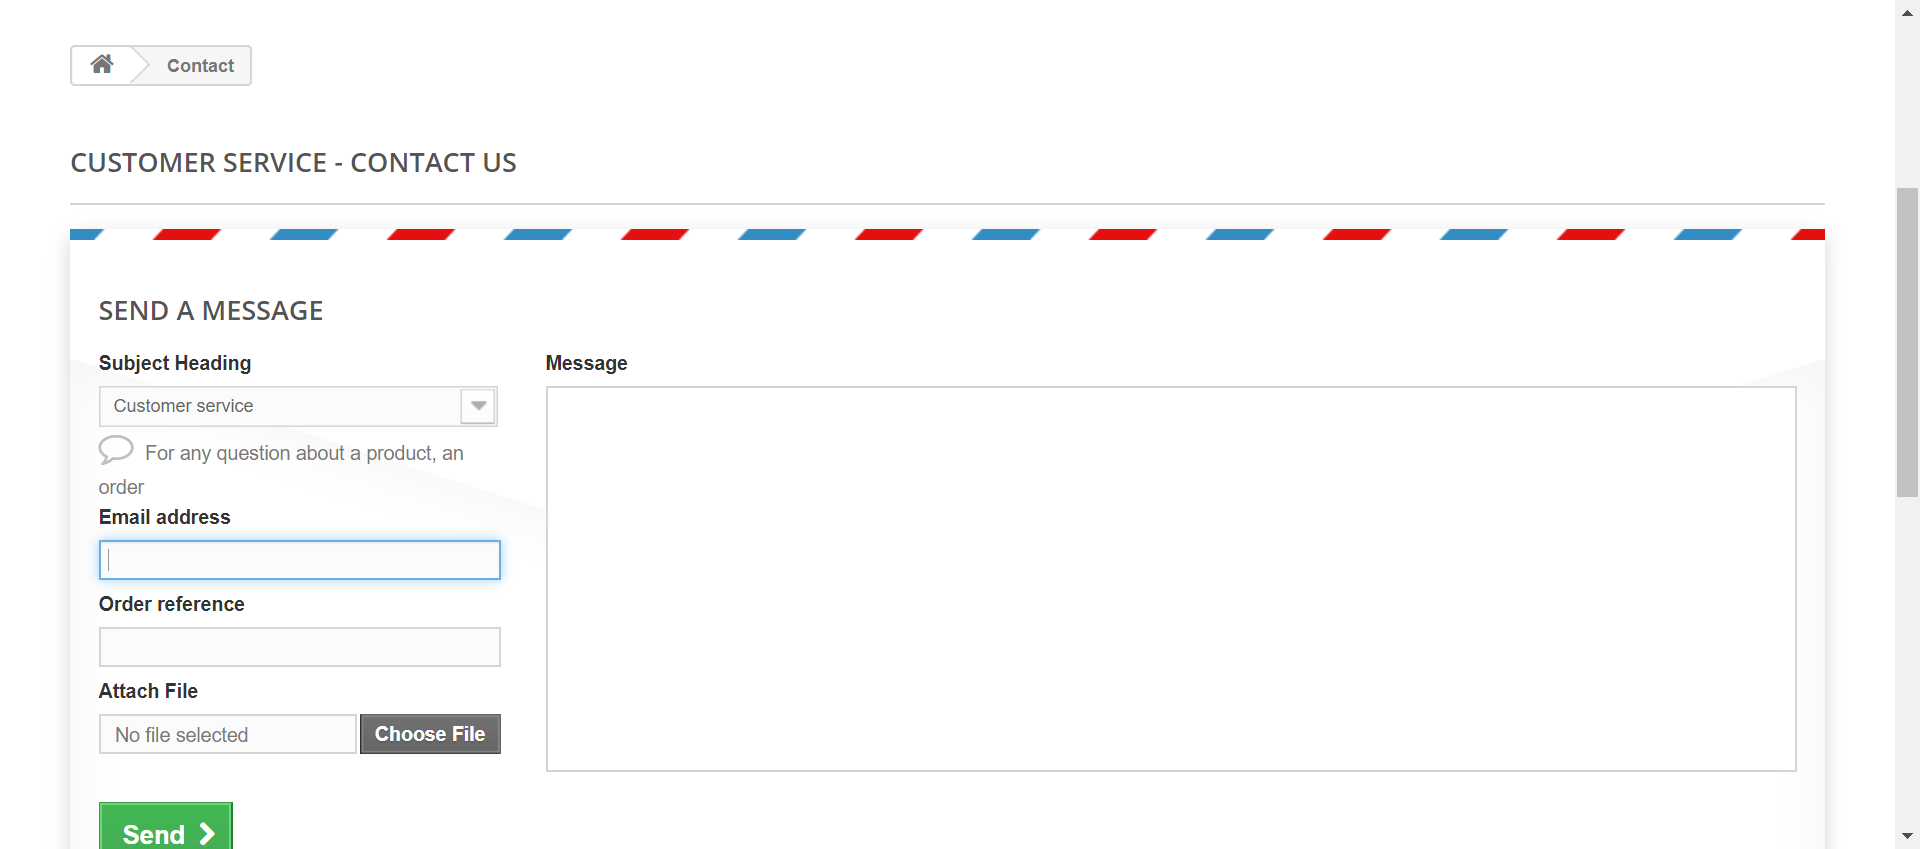 Contact
CUSTOMER SERVICE - CONTACT US
SEND A MESSAGE
Subject Heading
Customer service
For any question about a product, an
order
Email address
Order reference
Attach File
No file selected
Choose File
Send
Message